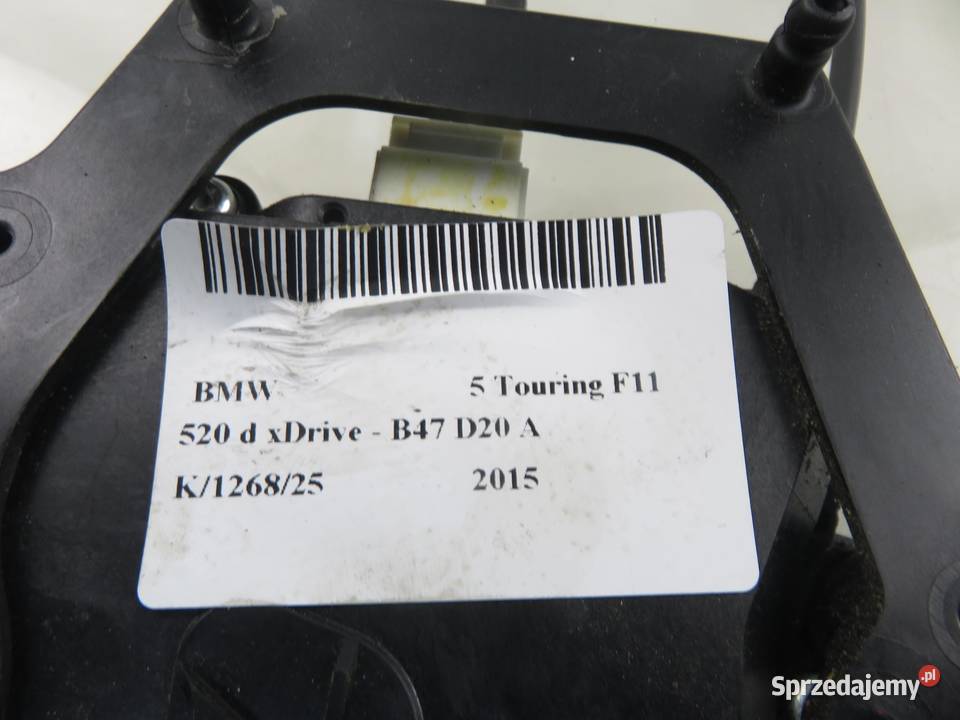 BMW 5 Touring F11
520 d xDrive - B47 D20 A
K/1268/25 2015
Sprzedajemy.pl